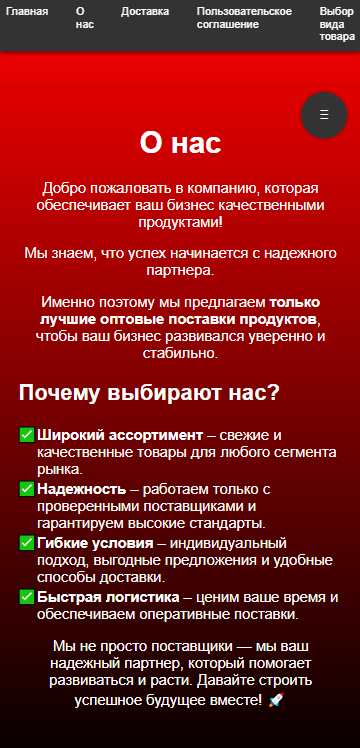 Главная
О нас
Доставка
Пользовательское соглашение
Выбор вида товара
☰
О нас
Добро пожаловать в компанию, которая
обеспечивает ваш бизнес качественными
продуктами!
Мы знаем, что успех начинается с надежного
партнера.
Именно поэтому мы предлагаем только
лучшие оптовые поставки продуктов,
чтобы ваш бизнес развивался уверенно и
стабильно.
Почему выбирают нас?
✅ Широкий ассортимент – свежие и
качественные товары для любого сегмента
рынка.
✅ Надежность – работаем только с
проверенными поставщиками и
гарантируем высокие стандарты.
✅ Гибкие условия – индивидуальный
подход, выгодные предложения и удобные
способы доставки.
✅ Быстрая логистика – ценим ваше время и
обеспечиваем оперативные поставки.
Мы не просто поставщики — мы ваш
надежный партнер, который помогает
развиваться и расти. Давайте строить
успешное будущее вместе! 🚀